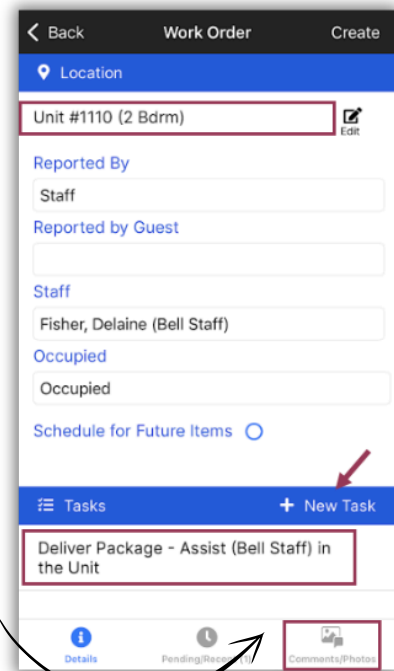 Back Work Order Create
Location
Unit #1110 (2 Bdrm)
Edit
Reported By
Staff
Reported by Guest
Staff
Fisher, Delaine (Bell Staff)
Occupied
Occupied
Schedule for Future Items
Tasks + New Task
Deliver Package - Assist (Bell Staff) in
the Unit
Details Pending/Recent (1) Comments/Photos